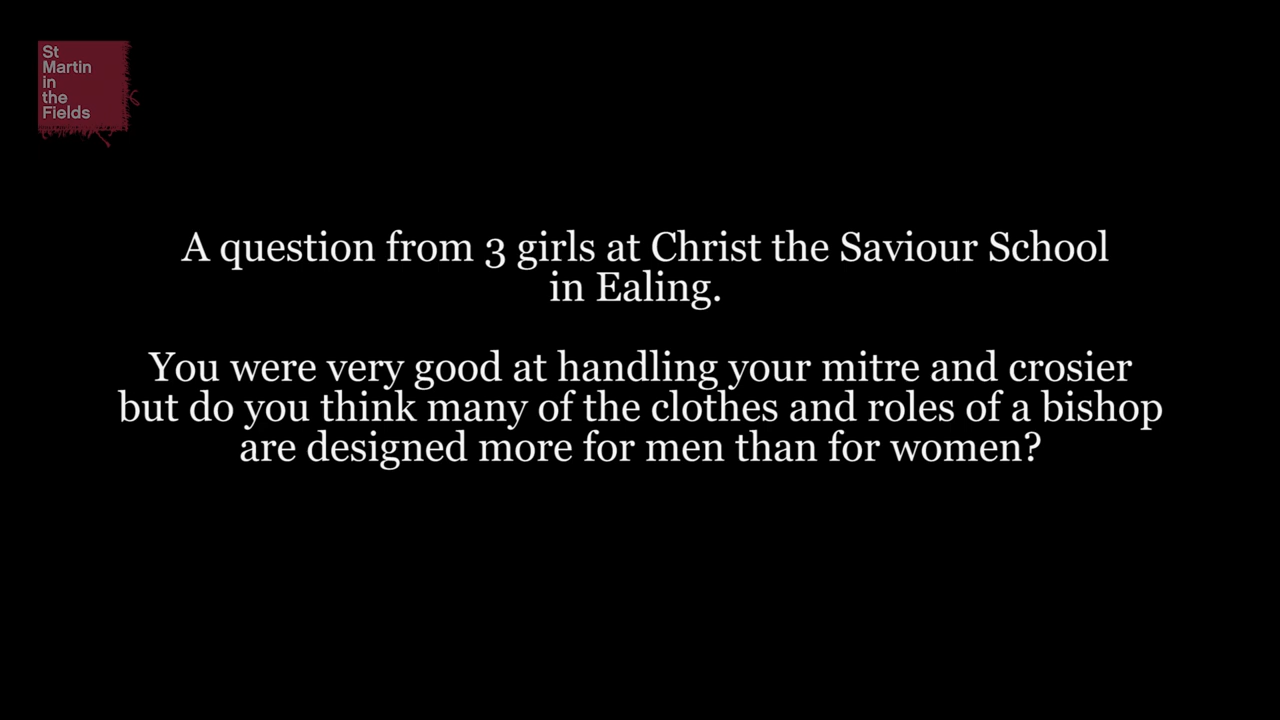 St
Martin
in
the
Fields
A question from 3 girls at Christ the Saviour School
in Ealing.
You were very good at handling your mitre and crosier
but do you think many of the clothes and roles of a bishop
are designed more for men than for women?